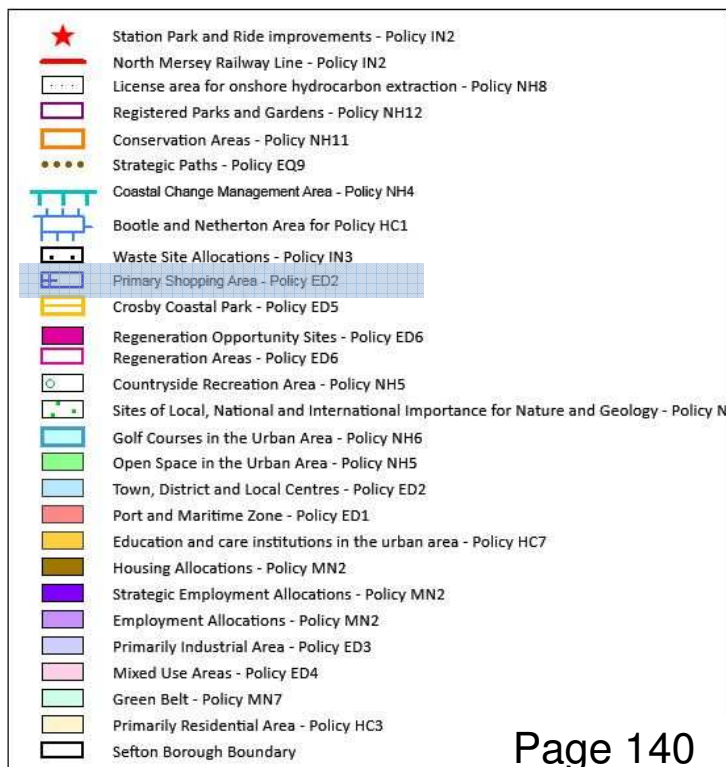 Station Park and Ride improvements - Policy IN2
North Mersey Railway Line - Policy IN2
License area for onshore hydrocarbon extraction - Policy NH8
Registered Parks and Gardens - Policy NH12
Conservation Areas - Policy NH11
Strategic Paths - Policy EQ9
Coastal Change Management Area - Policy NH4
Bootle and Netherton Area for Policy HC1
Waste Site Allocations - Policy IN3
Primary Shopping Area - Policy ED2
Crosby Coastal Park - Policy ED5
Regeneration Opportunity Sites - Policy ED6
Regeneration Areas - Policy ED6
Countryside Recreation Area - Policy NH5
Sites of Local, National and International Importance for Nature and Geology - Policy N
Golf Courses in the Urban Area - Policy NH6
Open Space in the Urban Area - Policy NH5
Town, District and Local Centres - Policy ED2
Port and Maritime Zone - Policy ED1
Education and care institutions in the urban area - Policy HC7
Housing Allocations - Policy MN2
Strategic Employment Allocations - Policy MN2
Employment Allocations - Policy MN2
Primarily Industrial Area - Policy ED3
Mixed Use Areas - Policy ED4
Green Belt - Policy MN7
Primarily Residential Area - Policy HC3
Sefton Borough Boundary
Page 140